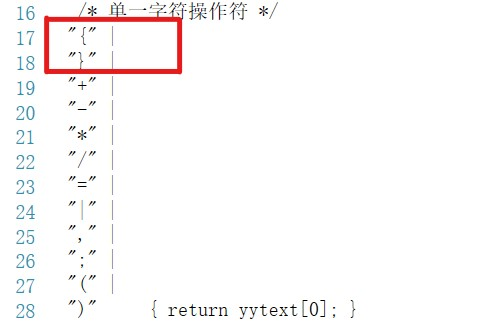 16 /* 单一字符操作符 */
17 "{" |
18 "}" |
19 "+" |
20 "-" |
21 "*" |
22 "/" |
23 "=" |
24 "|" |
25 "," |
26 ";" |
27 "(" |
28 ")" { return yytext[0]; }